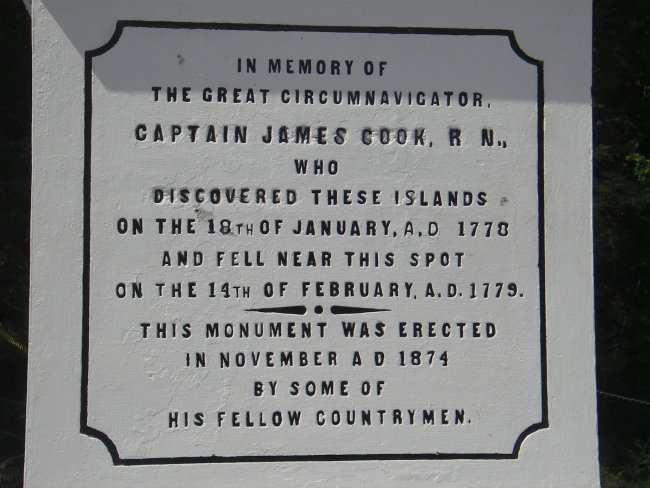 IN MEMORY OF
THE GREAT CIRCUMNAVIGATOR,
CAPTAIN JAMES COOK, R N.,
WHO
DISCOVERED THESE ISLANDS
ON THE 18TH OF JANUARY, A.D 1778
AND FELL NEAR THIS SPOT
ON THE 14TH OF FEBRUARY, A.D. 1779.
THIS MONUMENT WAS ERECTED
IN NOVEMBER A D 1874
BY SOME OF
HIS FELLOW COUNTRYMEN.